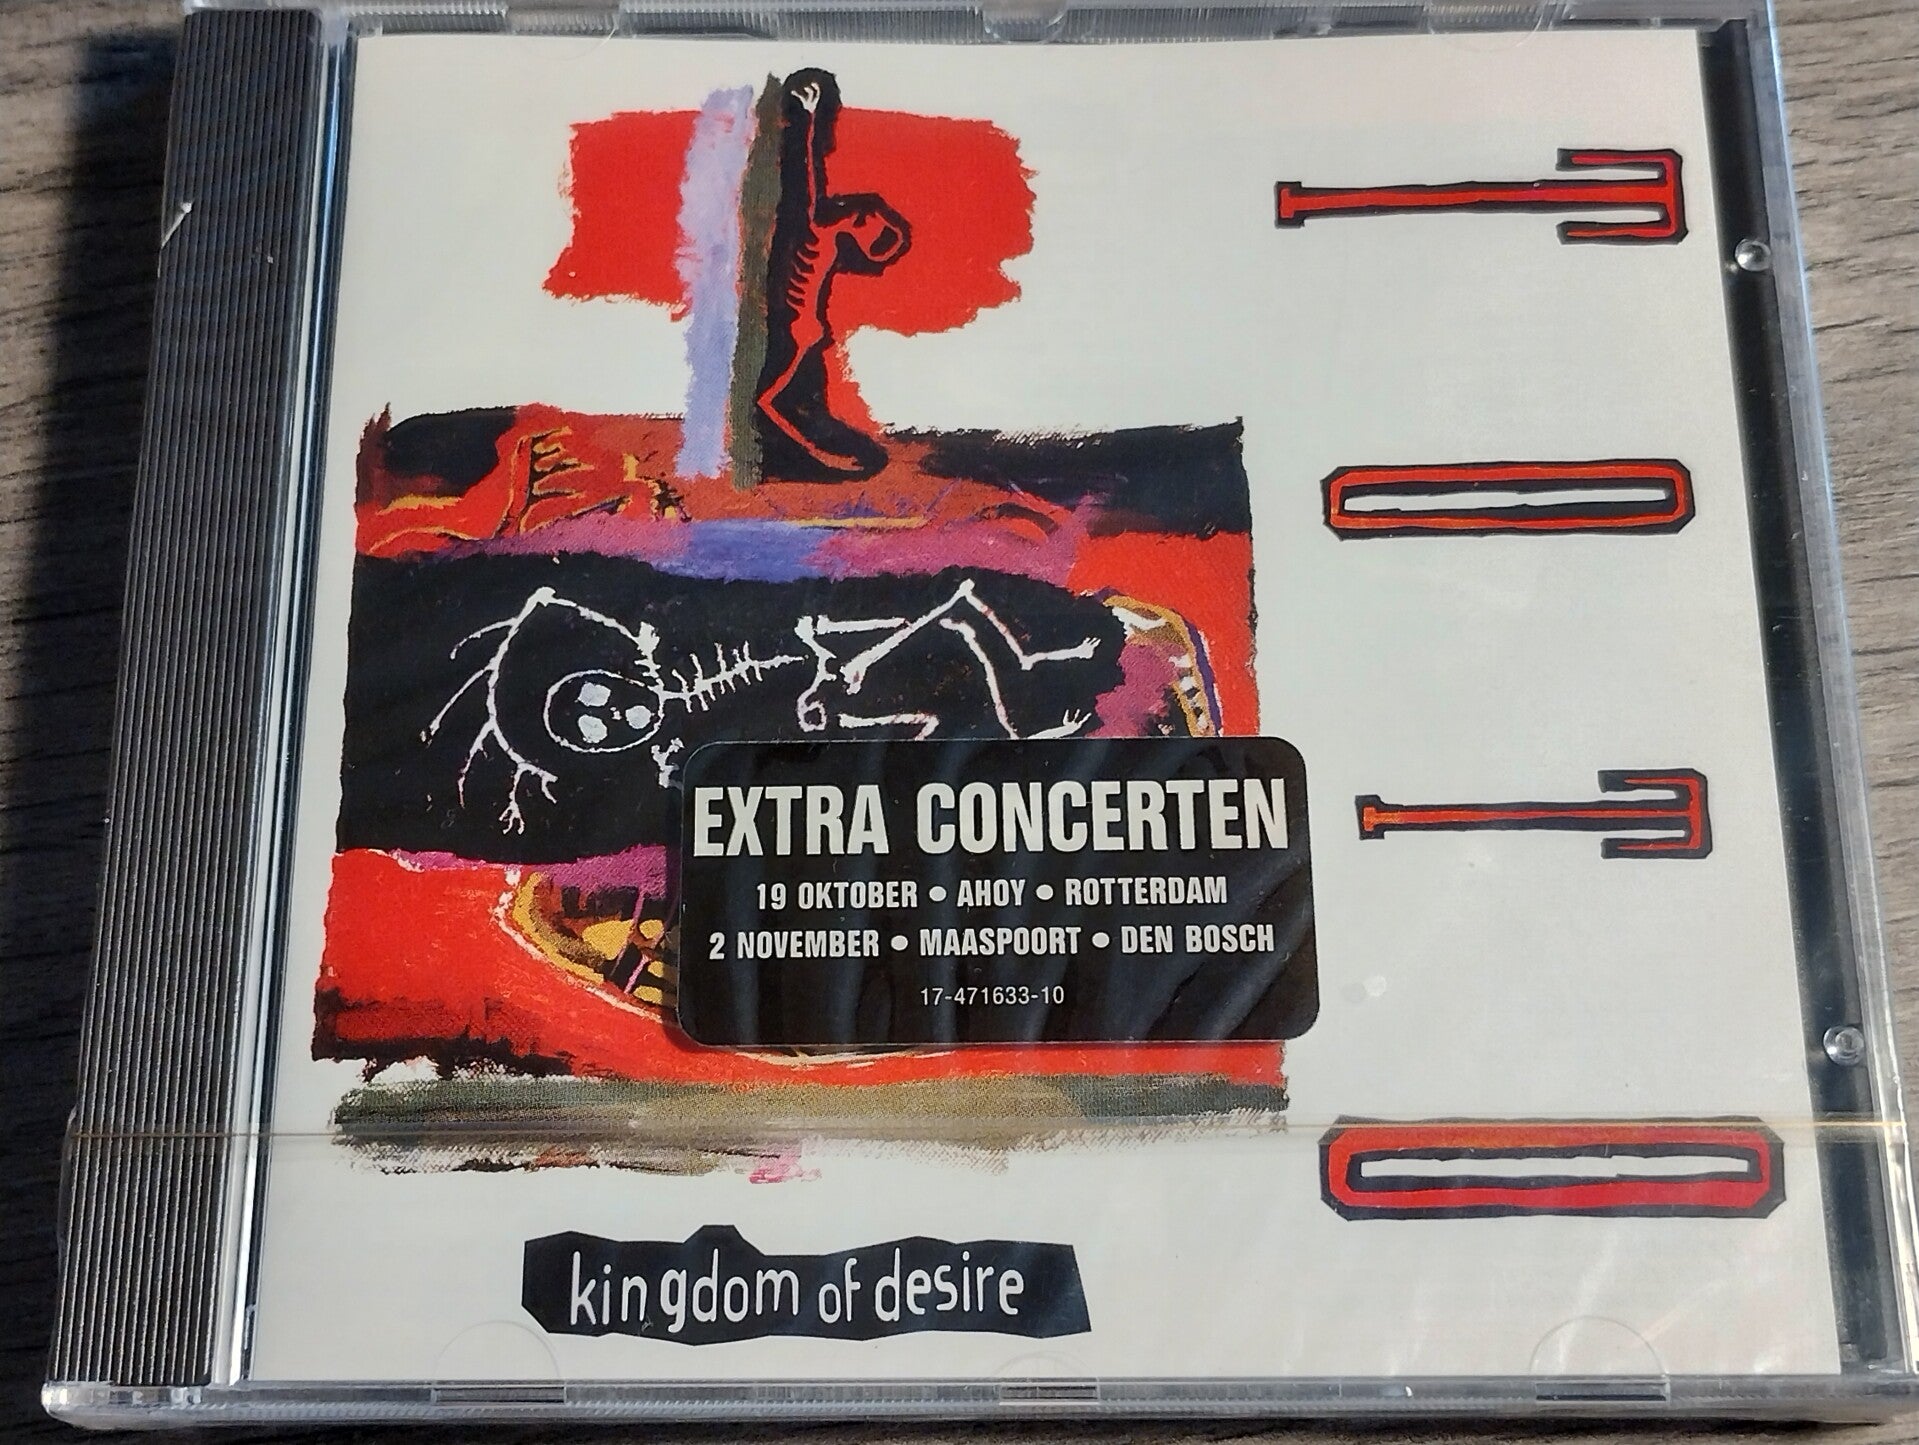 TOTO
EXTRA CONCERTEN
19 OKTOBER • AHOY • ROTTERDAM
2 NOVEMBER • MAASPOORT • DEN BOSCH
17-471633-10
kingdom of desire